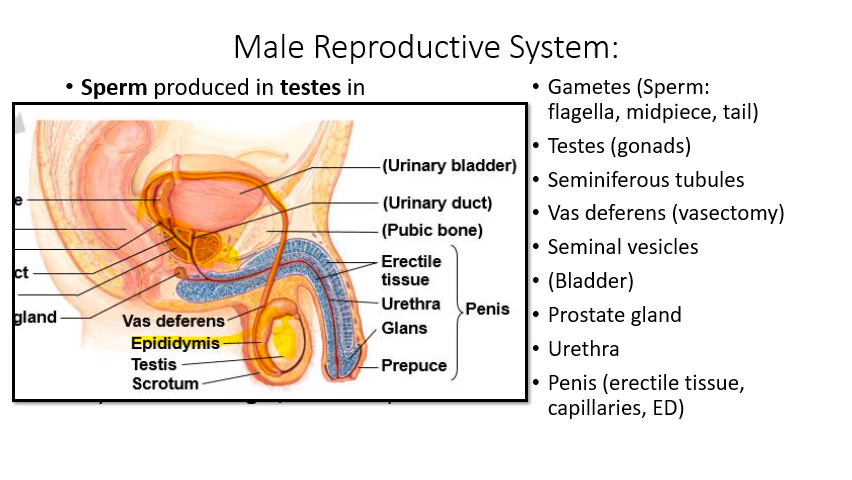 Male Reproductive System:
• Sperm produced in testes in
(Urinary bladder)
(Urinary duct)
(Pubic bone)
Erectile
tissue
Urethra
Penis
Glans
Prepuce
e
ct
gland
Vas deferens
Epididymis
Testis
Scrotum
• Gametes (Sperm:
flagella, midpiece, tail)
• Testes (gonads)
• Seminiferous tubules
• Vas deferens (vasectomy)
• Seminal vesicles
• (Bladder)
• Prostate gland
• Urethra
• Penis (erectile tissue,
capillaries, ED)